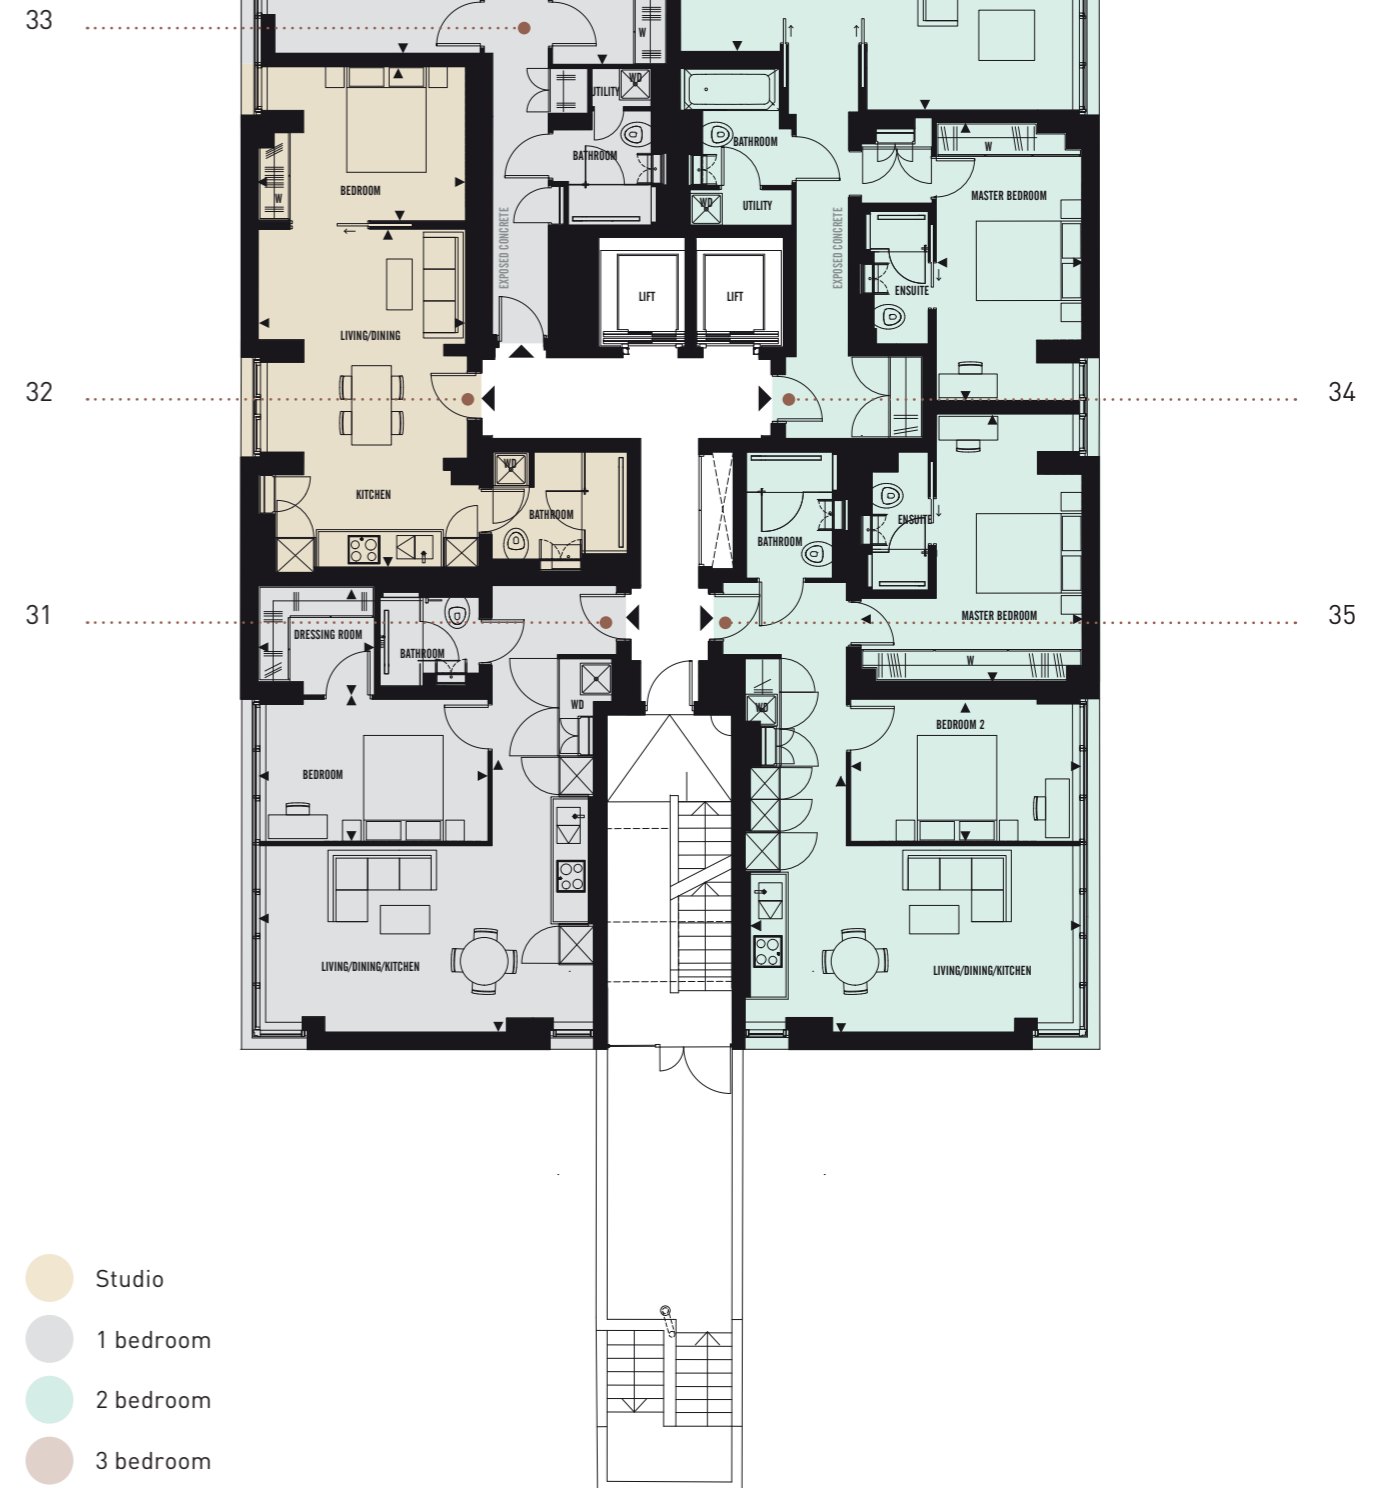 33
W
WD
UTILITY
BATHROOM
BATHROOM
W
BEDROOM
W
MASTER BEDROOM
WD
UTILITY
EXPOSED CONCRETE
EXPOSED CONCRETE
LIFT
LIFT
ENSUITE
LIVING/DINING
32
34
WD
KITCHEN
BATHROOM
BATHROOM
ENSUITE
31
35
DRESSING ROOM
BATHROOM
MASTER BEDROOM
W
WD
WD
BEDROOM 2
BEDROOM
LIVING/DINING/KITCHEN
LIVING/DINING/KITCHEN
Studio
1 bedroom
2 bedroom
3 bedroom